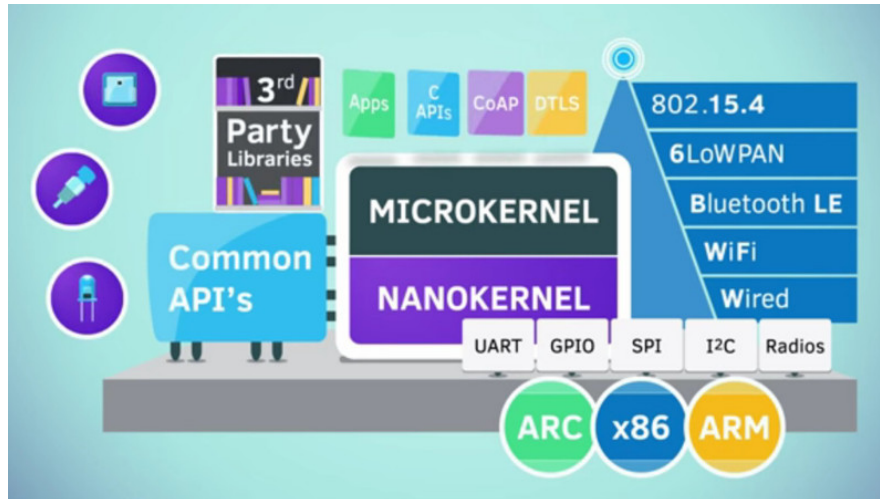 3rd
Party
Libraries
Apps
C
APIs
CoAP
DTLS
802.15.4
6LoWPAN
Bluetooth LE
WiFi
Wired
MICROKERNEL
NANOKERNEL
Common
API's
UART
GPIO
SPI
I²C
Radios
ARC
x86
ARM